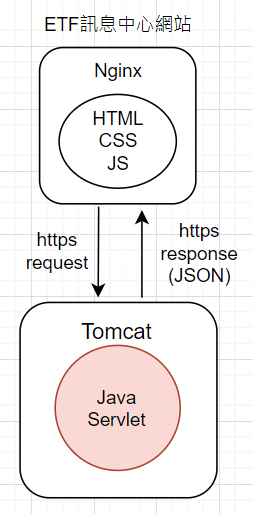 ETF訊息中心網站
Nginx
HTML
CSS
JS
https
request
https
response
(JSON)
Tomcat
Java
Servlet